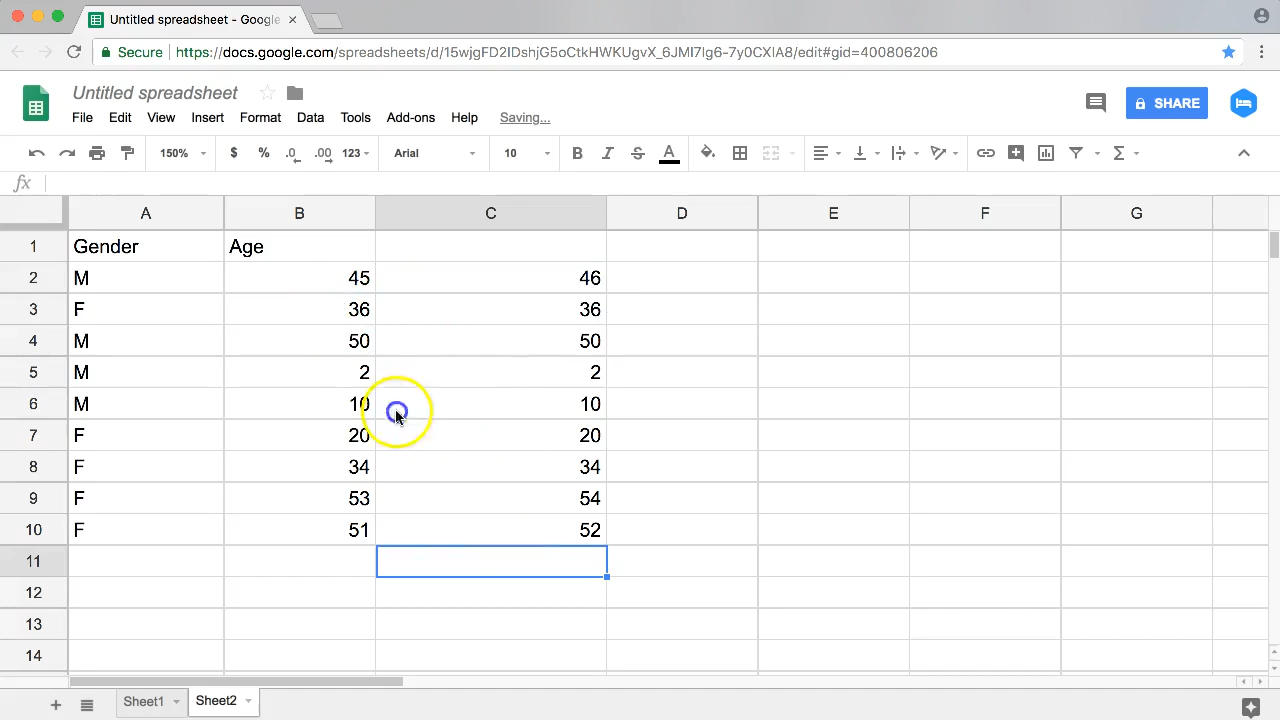 Untitled spreadsheet - Google
Secure https://docs.google.com/spreadsheets/d/15wjgFD2IDshjG5oCtkHWKUgvX_6JMI7Ig6-7y0CXIA8/edit#gid=400806206
Untitled spreadsheet
SHARE
File Edit View Insert Format Data Tools Add-ons Help Saving...
150% $ % .0 .00 123 Arial 10 B I S A Σ
fx
A B C D E F G
1 Gender Age
2 M 45 46
3 F 36 36
4 M 50 50
5 M 2 2
6 M 10 10
7 F 20 20
8 F 34 34
9 F 53 54
10 F 51 52
11
12
13
14
Sheet1 Sheet2